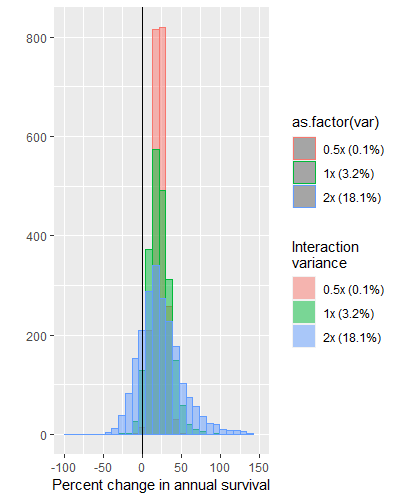 800
600
400
200
0
-100
-50
0
50
100
150
Percent change in annual survival
as.factor(var)
0.5x (0.1%)
1x (3.2%)
2x (18.1%)
Interaction
variance
0.5x (0.1%)
1x (3.2%)
2x (18.1%)